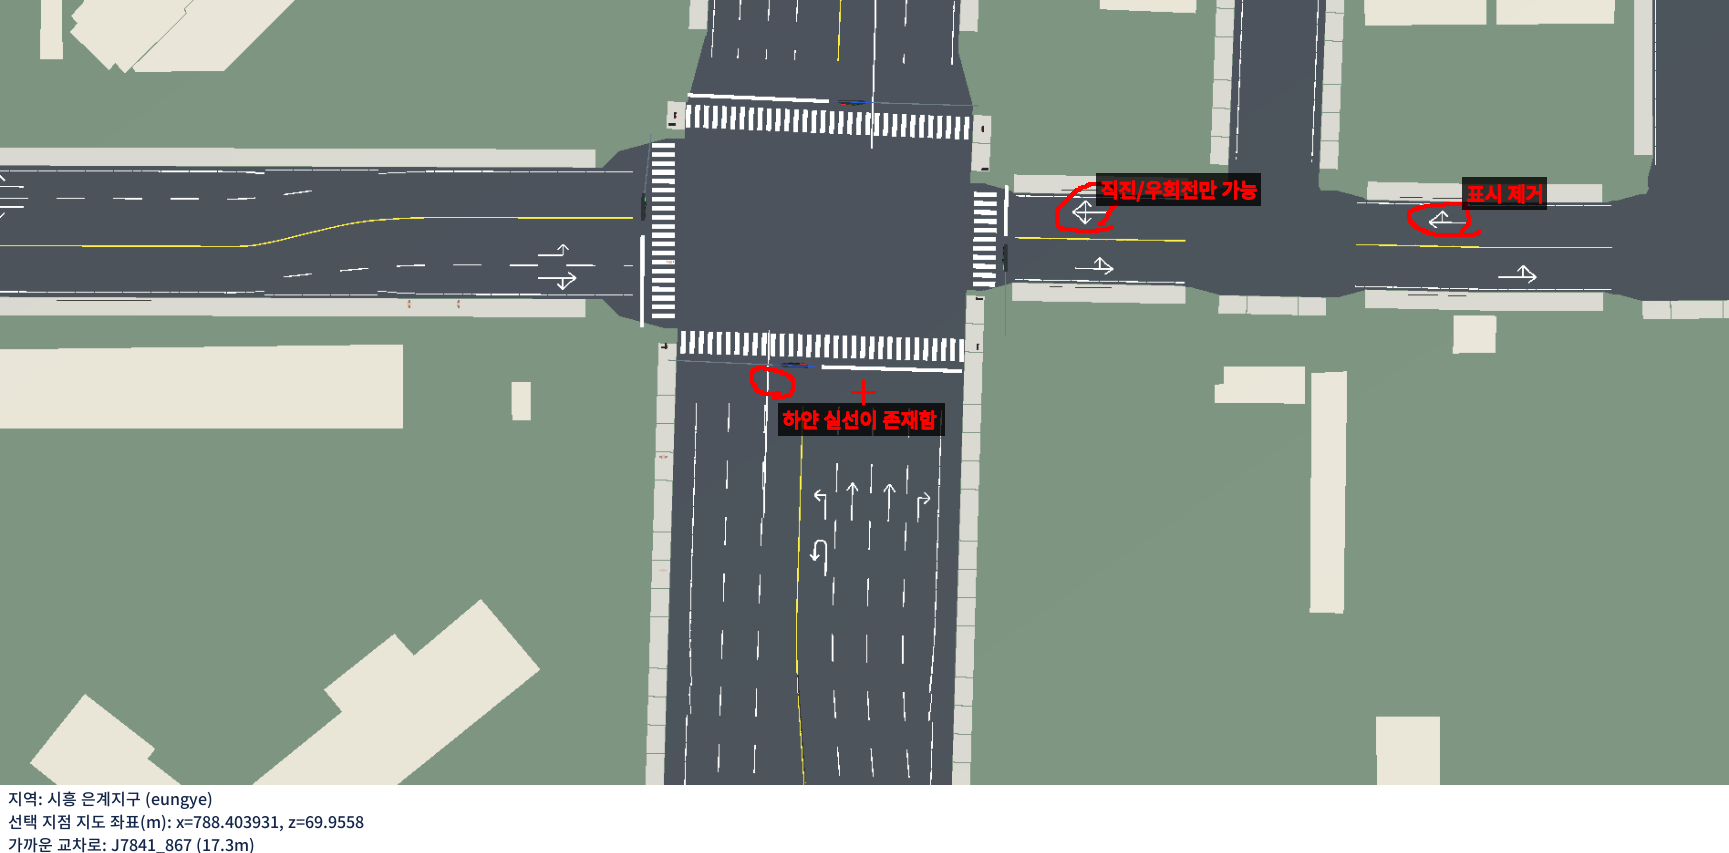 직진/우회전만 가능
표시 제거
하얀 실선이 존재함
지역: 시흥 은계지구 (eungye)
선택 지점 지도 좌표(m): x=788.403931, z=69.9558
가까운 교차로: J7841_867 (17.3m)